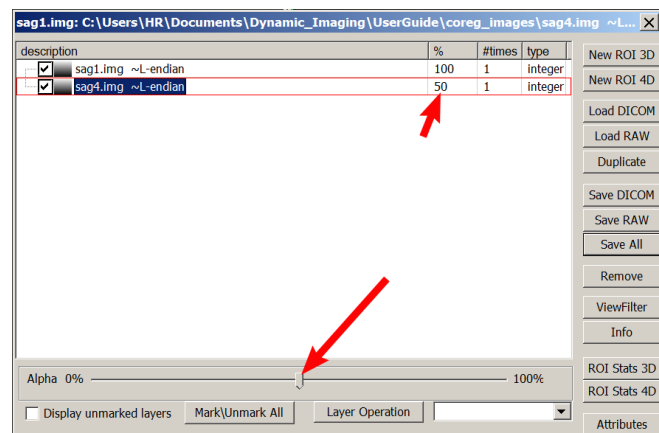 sag1.img: C:\Users\HR\Documents\Dynamic_Imaging\UserGuide\coreg_images\sag4.img ~L...
description % #times type
sag1.img ~L-endian 100 1 integer
sag4.img ~L-endian 50 1 integer
New ROI 3D
New ROI 4D
Load DICOM
Load RAW
Duplicate
Save DICOM
Save RAW
Save All
Remove
ViewFilter
Info
ROI Stats 3D
ROI Stats 4D
Attributes
Alpha 0% 100%
Display unmarked layers Mark\Unmark All Layer Operation